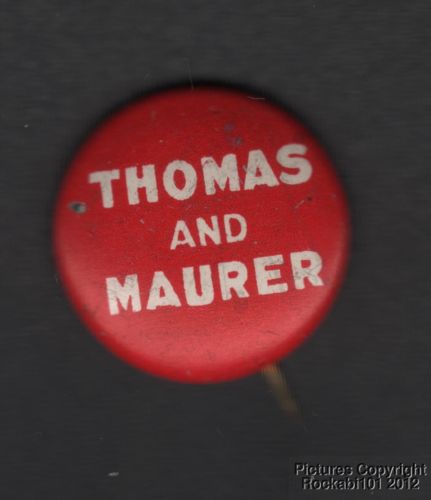 THOMAS
AND
MAURER
Pictures Copyright
Rockabi101 2012